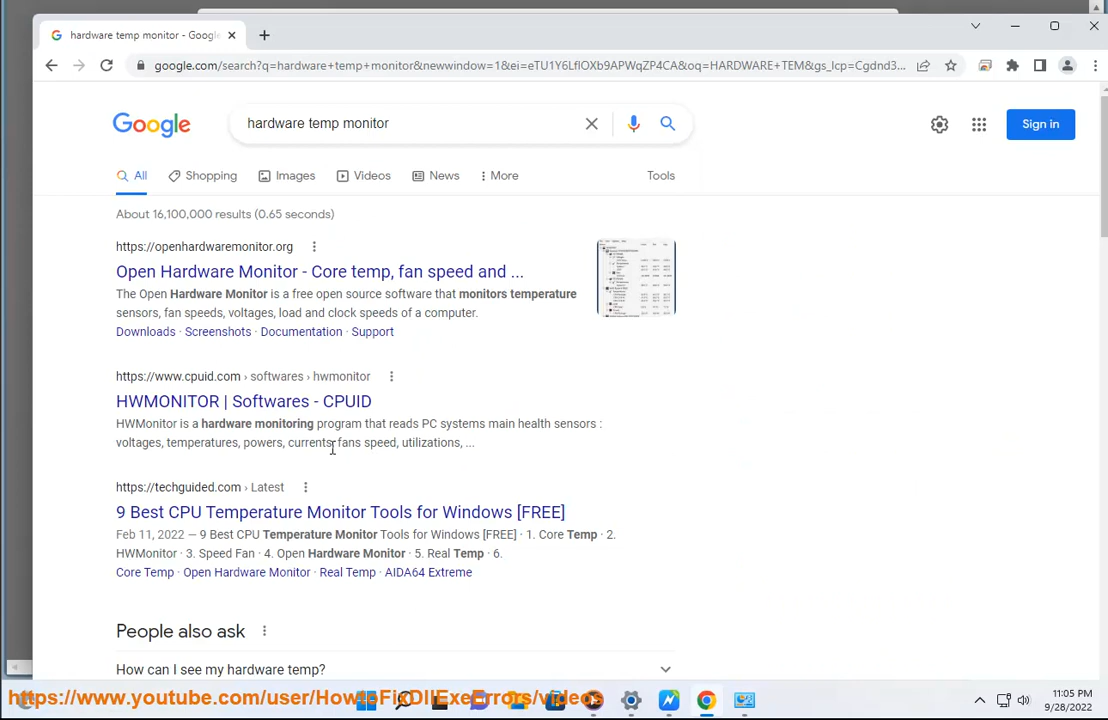 hardware temp monitor - Google
google.com/search?q=hardware+temp+monitor&newwindow=1&ei=eTU1Y6LfIOXb9APWqZP4CA&oq=HARDWARE+TEM&gs_lcp=Cgdnd3...
Google
hardware temp monitor
Sign in
All
Shopping
Images
Videos
News
More
Tools
About 16,100,000 results (0.65 seconds)
https://openhardwaremonitor.org
Open Hardware Monitor - Core temp, fan speed and ...
The Open Hardware Monitor is a free open source software that monitors temperature
sensors, fan speeds, voltages, load and clock speeds of a computer.
Downloads · Screenshots · Documentation · Support
https://www.cpuid.com › softwares › hwmonitor
HWMONITOR | Softwares - CPUID
HWMonitor is a hardware monitoring program that reads PC systems main health sensors :
voltages, temperatures, powers, currents, fans speed, utilizations, ...
https://techguided.com › Latest
9 Best CPU Temperature Monitor Tools for Windows [FREE]
Feb 11, 2022 — 9 Best CPU Temperature Monitor Tools for Windows [FREE] · 1. Core Temp · 2.
HWMonitor · 3. Speed Fan · 4. Open Hardware Monitor · 5. Real Temp · 6.
Core Temp · Open Hardware Monitor · Real Temp · AIDA64 Extreme
People also ask
How can I see my hardware temp?
https://www.youtube.com/user/HowtoFixDllExeErrors/videos
11:05 PM
9/28/2022